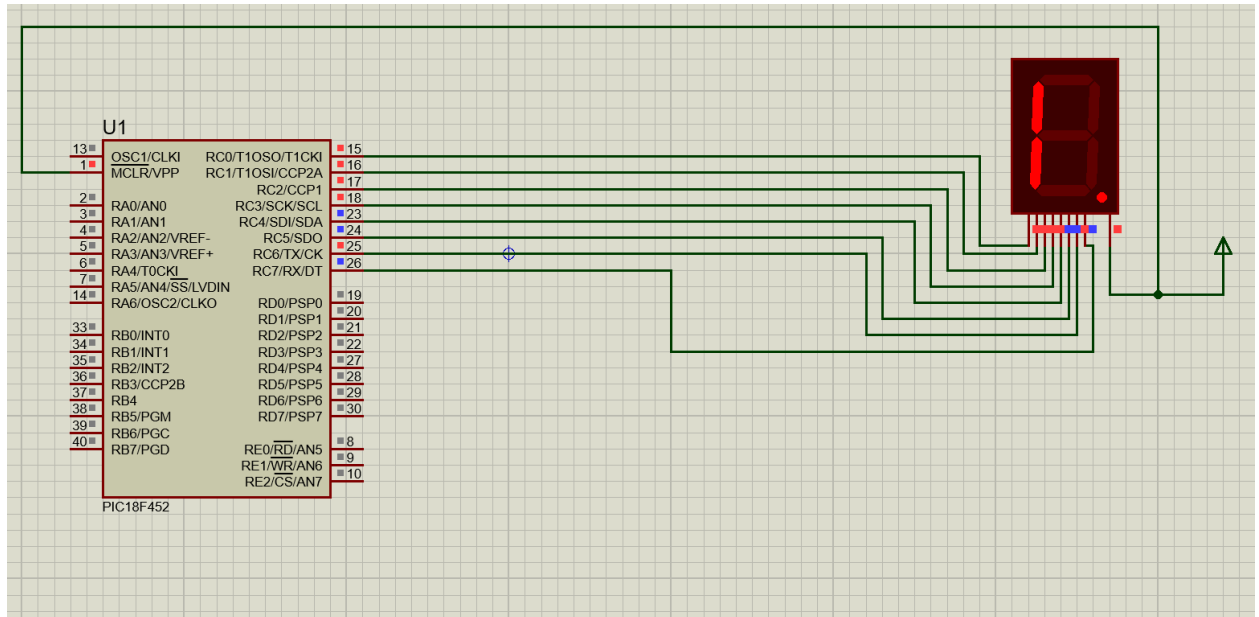 U1
13 OSC1/CLKI RC0/T1OSO/T1CKI 15
1 MCLR/VPP RC1/T1OSI/CCP2A 16
RC2/CCP1 17
2 RA0/AN0 RC3/SCK/SCL 18
3 RA1/AN1 RC4/SDI/SDA 23
4 RA2/AN2/VREF- RC5/SDO 24
5 RA3/AN3/VREF+ RC6/TX/CK 25
6 RA4/T0CKI RC7/RX/DT 26
7 RA5/AN4/SS/LVDIN
14 RA6/OSC2/CLKO RD0/PSP0 19
RD1/PSP1 20
33 RB0/INT0 RD2/PSP2 21
34 RB1/INT1 RD3/PSP3 22
35 RB2/INT2 RD4/PSP4 27
36 RB3/CCP2B RD5/PSP5 28
37 RB4 RD6/PSP6 29
38 RB5/PGM RD7/PSP7 30
39 RB6/PGC
40 RB7/PGD RE0/RD/AN5 8
RE1/WR/AN6 9
RE2/CS/AN7 10
PIC18F452